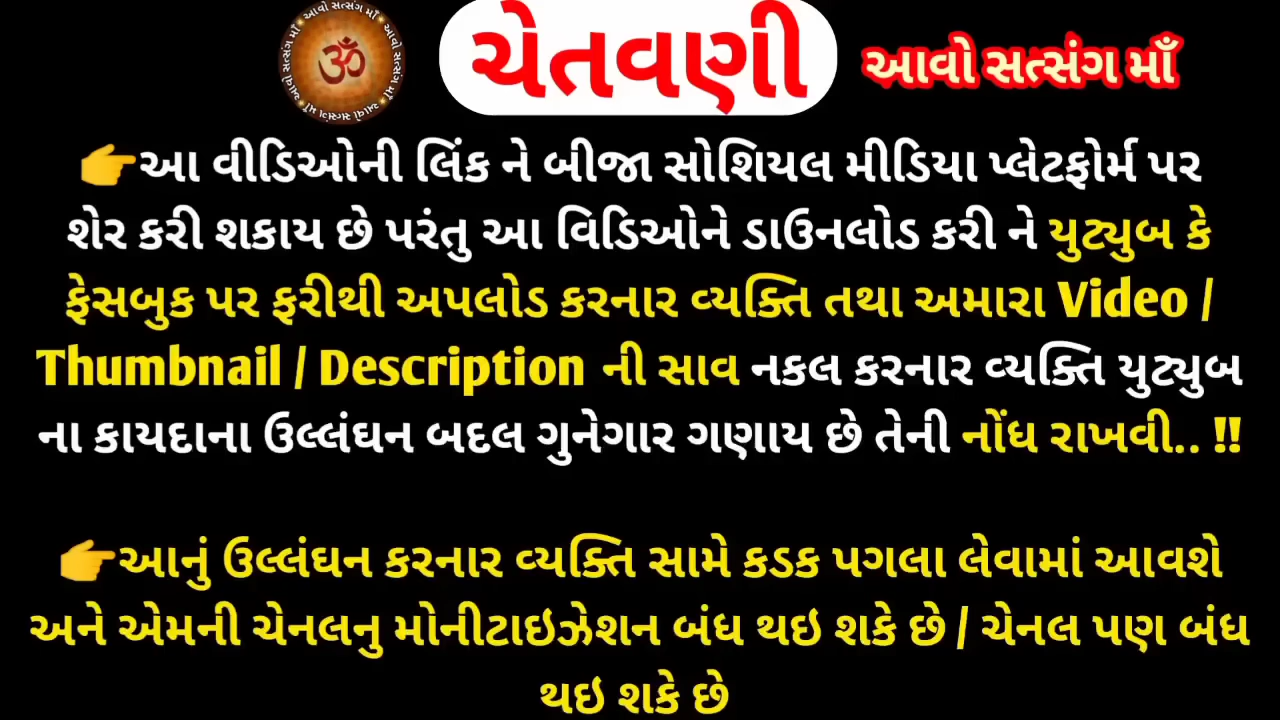 આવો સત્સંગ માઁ
ચેતવણી
આવો સત્સંગ માઁ
👉આ વીડિઓની લિંક ને બીજા સોશિયલ મીડિયા પ્લેટફોર્મ પર
શેર કરી શકાય છે પરંતુ આ વિડિઓને ડાઉનલોડ કરી ને યુટ્યુબ કે
ફેસબુક પર ફરીથી અપલોડ કરનાર વ્યક્તિ તથા અમારા Video /
Thumbnail / Description ની સાવ નકલ કરનાર વ્યક્તિ યુટ્યુબ
ના કાયદાના ઉલ્લંઘન બદલ ગુનેગાર ગણાય છે તેની નોંધ રાખવી.. !!
👉આનું ઉલ્લંઘન કરનાર વ્યક્તિ સામે કડક પગલા લેવામાં આવશે
અને એમની ચેનલનુ મોનીટાઇઝેશન બંધ થઇ શકે છે / ચેનલ પણ બંધ
થઇ શકે છે